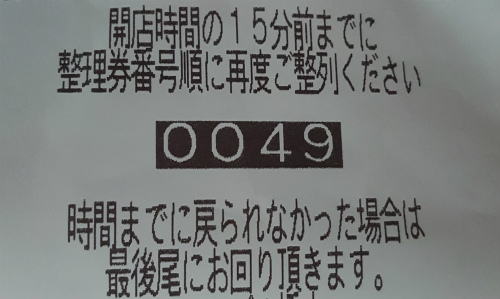 開店時間の15分前までに
整理券番号順に再度ご整列ください
0049
時間までに戻られなかった場合は
最後尾にお回り頂きます。